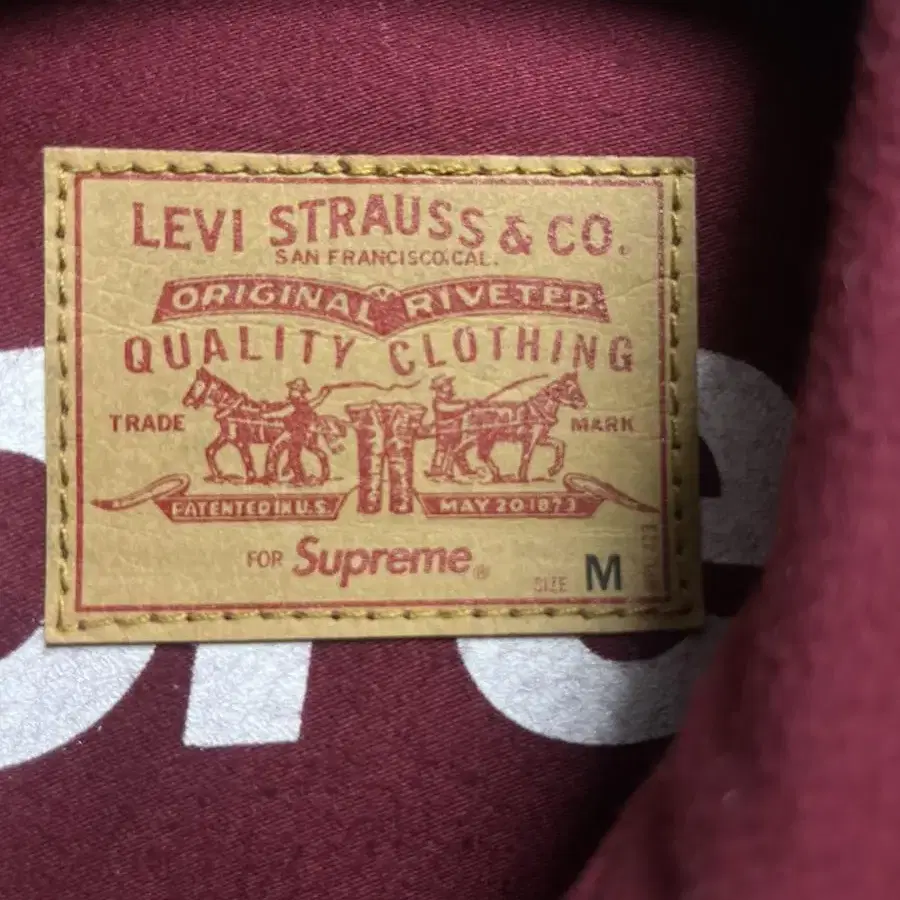 LEVI STRAUSS & CO.
SAN FRANCISCO, CAL.
ORIGINAL RIVETED
QUALITY CLOTHING
TRADE MARK
PATENTED IN U.S. MAY 20 1873
FOR Supreme®
SIZE M